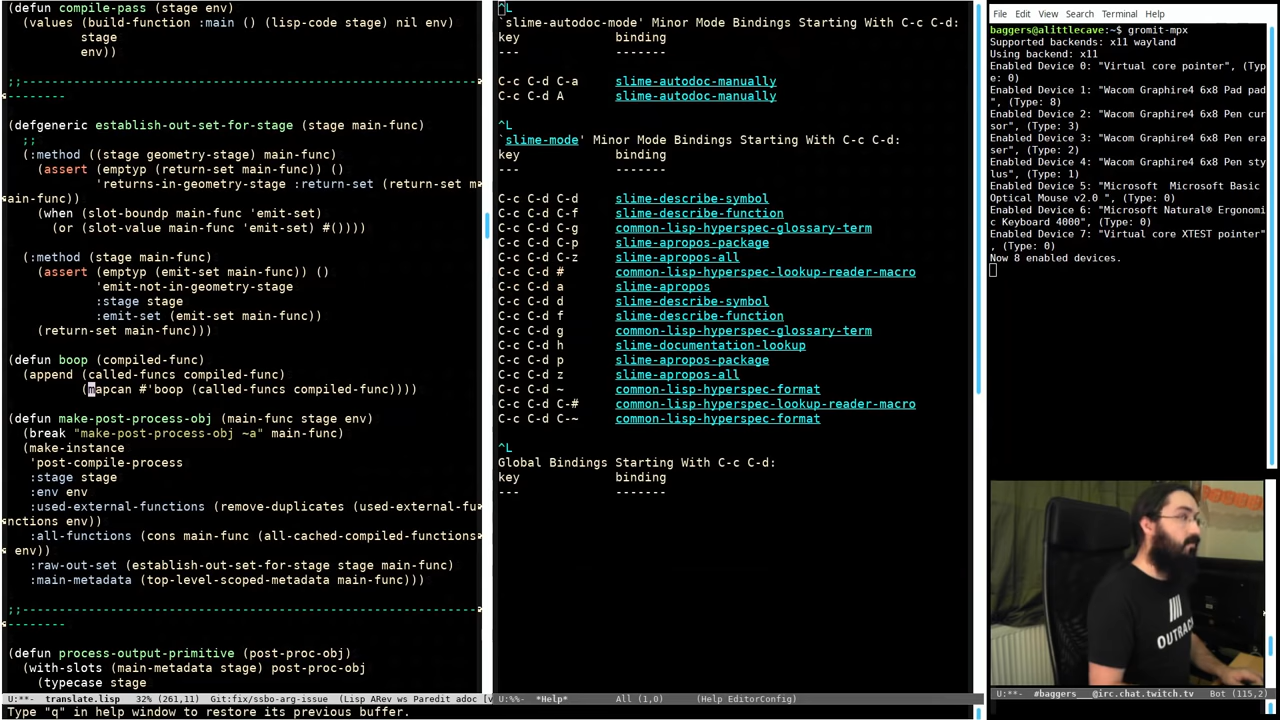 (defun compile-pass (stage env)
  (values (build-function :main () (lisp-code stage) nil env)
          stage
          env))
;;------------------------------------------------------
--------
(defgeneric establish-out-set-for-stage (stage main-func)
  ;;
  (:method ((stage geometry-stage) main-func)
    (assert (emptyp (return-set main-func)) ()
            'returns-in-geometry-stage :return-set (return-set m
ain-func))
    (when (slot-boundp main-func 'emit-set)
      (or (slot-value main-func 'emit-set) #())))
  (:method (stage main-func)
    (assert (emptyp (emit-set main-func)) ()
            'emit-not-in-geometry-stage
            :stage stage
            :emit-set (emit-set main-func))
    (return-set main-func)))
(defun boop (compiled-func)
  (append (called-funcs compiled-func)
          (mapcan #'boop (called-funcs compiled-func))))
(defun make-post-process-obj (main-func stage env)
  (break "make-post-process-obj ~a" main-func)
  (make-instance
   'post-compile-process
   :stage stage
   :env env
   :used-external-functions (remove-duplicates (used-external-fu
nctions env))
   :all-functions (cons main-func (all-cached-compiled-functions
 env))
   :raw-out-set (establish-out-set-for-stage stage main-func)
   :main-metadata (top-level-scoped-metadata main-func)))
;;------------------------------------------------------
--------
(defun process-output-primitive (post-proc-obj)
  (with-slots (main-metadata stage) post-proc-obj
    (typecase stage
U:**-  translate.lisp   32% (261,11)   Git:fix/ssbo-arg-issue  (Lisp ARev ws Paredit adoc [v
Type "q" in help window to restore its previous buffer.
^L
`slime-autodoc-mode' Minor Mode Bindings Starting With C-c C-d:
key             binding
---             -------
C-c C-d C-a     slime-autodoc-manually
C-c C-d A       slime-autodoc-manually
^L
`slime-mode' Minor Mode Bindings Starting With C-c C-d:
key             binding
---             -------
C-c C-d C-d     slime-describe-symbol
C-c C-d C-f     slime-describe-function
C-c C-d C-g     common-lisp-hyperspec-glossary-term
C-c C-d C-p     slime-apropos-package
C-c C-d C-z     slime-apropos-all
C-c C-d #       common-lisp-hyperspec-lookup-reader-macro
C-c C-d a       slime-apropos
C-c C-d d       slime-describe-symbol
C-c C-d f       slime-describe-function
C-c C-d g       common-lisp-hyperspec-glossary-term
C-c C-d h       slime-documentation-lookup
C-c C-d p       slime-apropos-package
C-c C-d z       slime-apropos-all
C-c C-d ~       common-lisp-hyperspec-format
C-c C-d C-#     common-lisp-hyperspec-lookup-reader-macro
C-c C-d C-~     common-lisp-hyperspec-format
^L
Global Bindings Starting With C-c C-d:
key             binding
---             -------
U:%%-  *Help*          All (1,0)      (Help EditorConfig)
File Edit View Search Terminal Help
baggers@alittlecave:~$ gromit-mpx
Supported backends: x11 wayland
Using backend: x11
Enabled Device 0: "Virtual core pointer", (Typ
e: 0)
Enabled Device 1: "Wacom Graphire4 6x8 Pad pad
", (Type: 8)
Enabled Device 2: "Wacom Graphire4 6x8 Pen cur
sor", (Type: 3)
Enabled Device 3: "Wacom Graphire4 6x8 Pen era
ser", (Type: 2)
Enabled Device 4: "Wacom Graphire4 6x8 Pen sty
lus", (Type: 1)
Enabled Device 5: "Microsoft  Microsoft Basic
Optical Mouse v2.0 ", (Type: 0)
Enabled Device 6: "Microsoft Natural® Ergonomi
c Keyboard 4000", (Type: 0)
Enabled Device 7: "Virtual core XTEST pointer"
, (Type: 0)
Now 8 enabled devices.
OUTRAC
U:**-  #baggers___@irc.chat.twitch.tv   Bot (115,2)